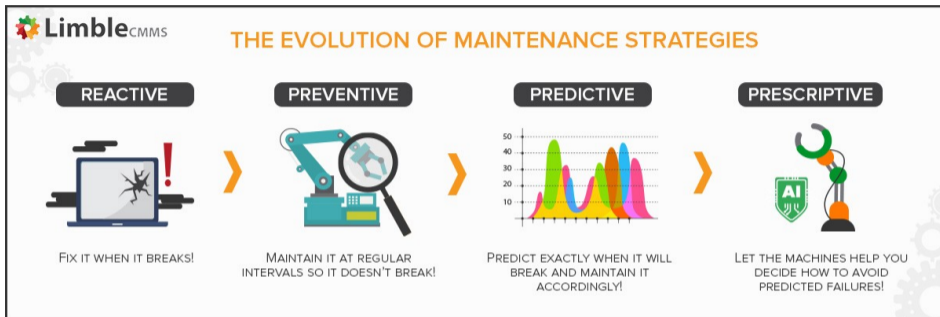 Limble CMMS
THE EVOLUTION OF MAINTENANCE STRATEGIES
REACTIVE
FIX IT WHEN IT BREAKS!
PREVENTIVE
MAINTAIN IT AT REGULAR
INTERVALS SO IT DOESN'T BREAK!
PREDICTIVE
50
40
30
20
10
PREDICT EXACTLY WHEN IT WILL
BREAK AND MAINTAIN IT
ACCORDINGLY!
PRESCRIPTIVE
AI
LET THE MACHINES HELP YOU
DECIDE HOW TO AVOID
PREDICTED FAILURES!